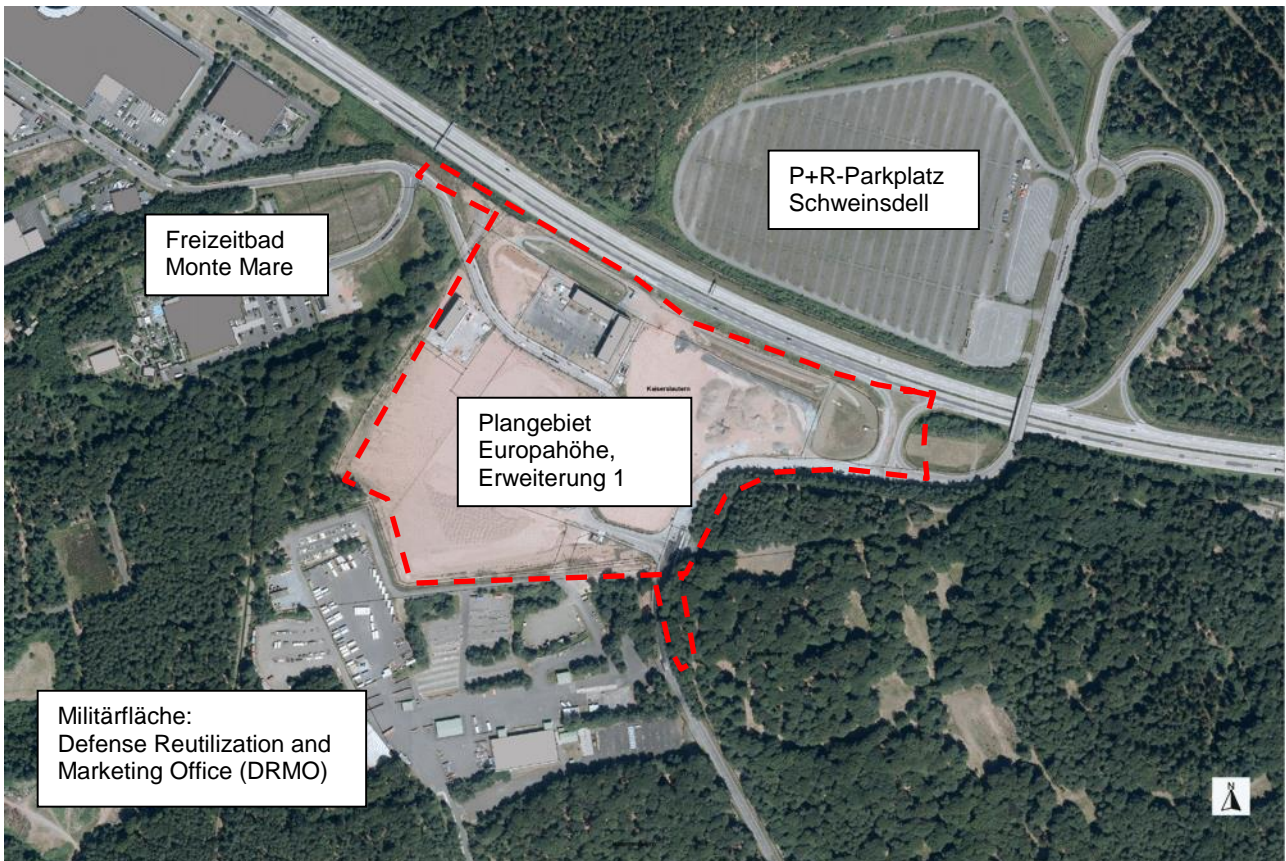 P+R-Parkplatz
Schweinsdell
Freizeitbad
Monte Mare
Kaiserslautern
Plangebiet
Europahöhe,
Erweiterung 1
Militärfläche:
Defense Reutilization and
Marketing Office (DRMO)
N